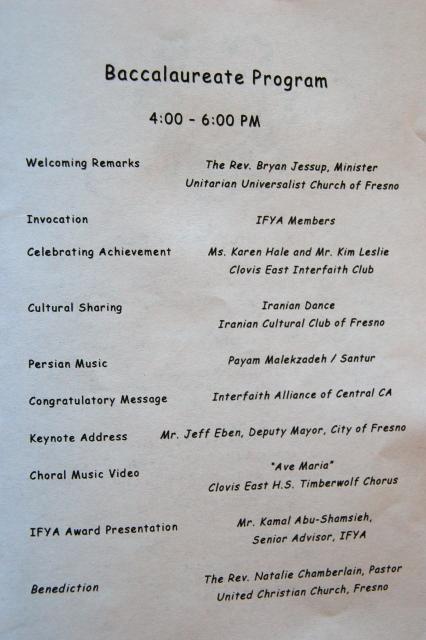 Baccalaureate Program
4:00 - 6:00 PM
Welcoming Remarks The Rev. Bryan Jessup, Minister
Unitarian Universalist Church of Fresno
Invocation IFYA Members
Celebrating Achievement Ms. Karen Hale and Mr. Kim Leslie
Clovis East Interfaith Club
Cultural Sharing Iranian Dance
Iranian Cultural Club of Fresno
Persian Music Payam Malekzadeh / Santur
Congratulatory Message Interfaith Alliance of Central CA
Keynote Address Mr. Jeff Eben, Deputy Mayor, City of Fresno
Choral Music Video "Ave Maria"
Clovis East H.S. Timberwolf Chorus
IFYA Award Presentation Mr. Kamal Abu-Shamsieh,
Senior Advisor, IFYA
Benediction The Rev. Natalie Chamberlain, Pastor
United Christian Church, Fresno